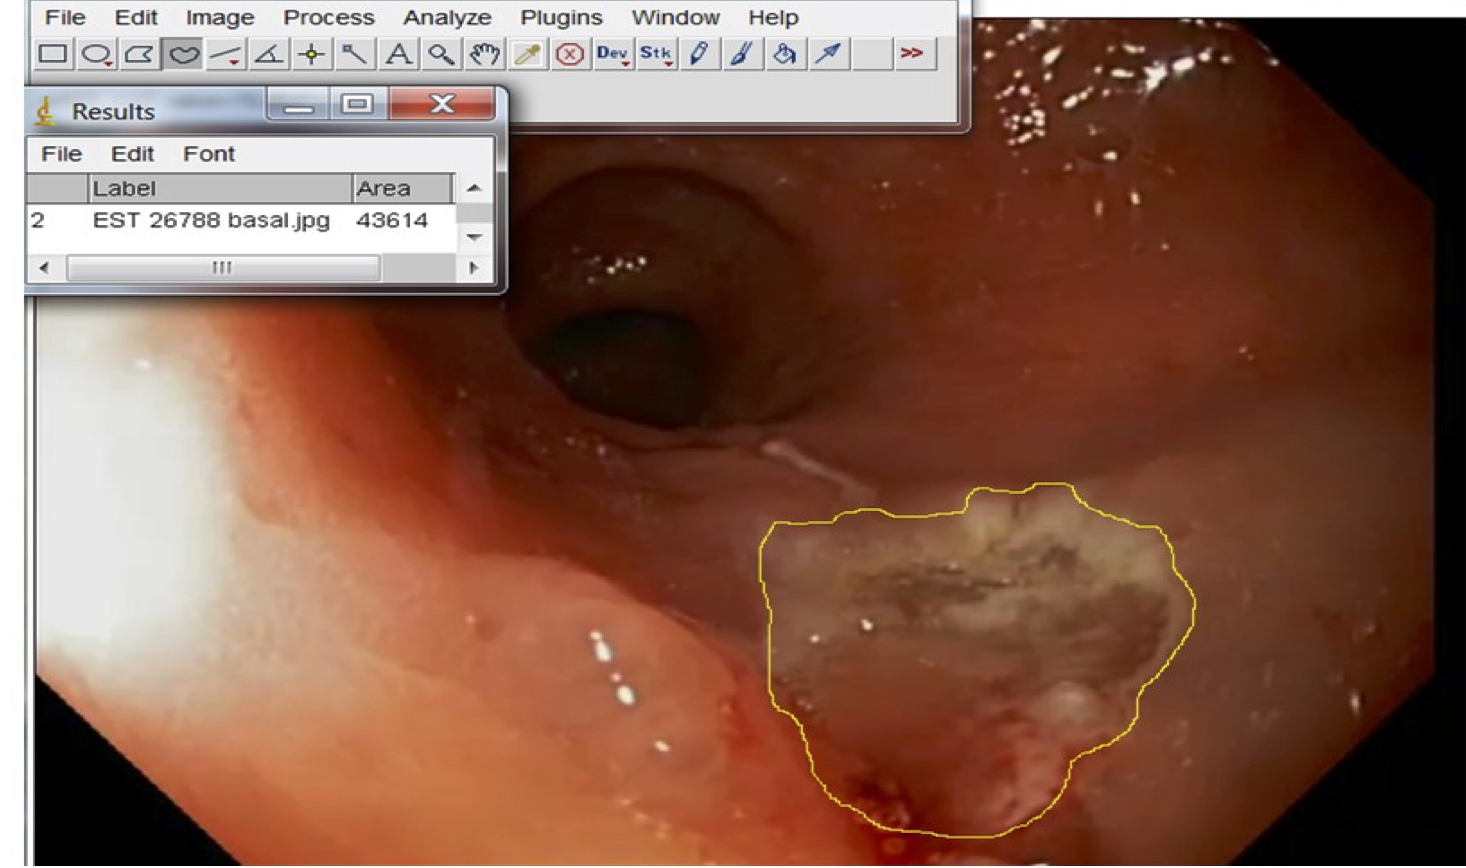 File Edit Image Process Analyze Plugins Window Help
A Dev Stk >>
Results
File Edit Font
Label Area
2 EST 26788 basal.jpg 43614